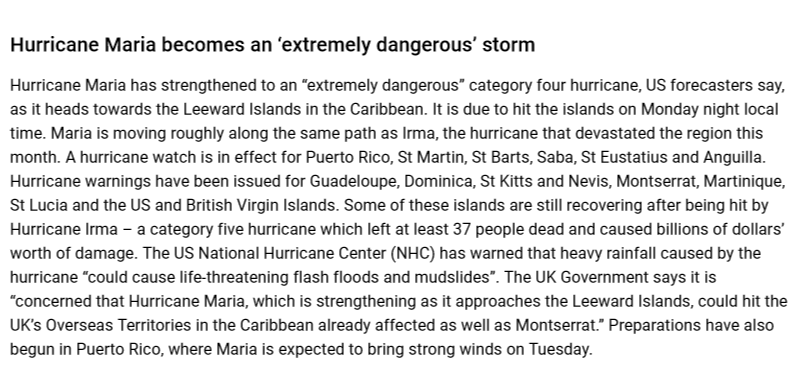 Hurricane Maria becomes an ‘extremely dangerous’ storm
Hurricane Maria has strengthened to an “extremely dangerous” category four hurricane, US forecasters say,
as it heads towards the Leeward Islands in the Caribbean. It is due to hit the islands on Monday night local
time. Maria is moving roughly along the same path as Irma, the hurricane that devastated the region this
month. A hurricane watch is in effect for Puerto Rico, St Martin, St Barts, Saba, St Eustatius and Anguilla.
Hurricane warnings have been issued for Guadeloupe, Dominica, St Kitts and Nevis, Montserrat, Martinique,
St Lucia and the US and British Virgin Islands. Some of these islands are still recovering after being hit by
Hurricane Irma – a category five hurricane which left at least 37 people dead and caused billions of dollars’
worth of damage. The US National Hurricane Center (NHC) has warned that heavy rainfall caused by the
hurricane “could cause life-threatening flash floods and mudslides”. The UK Government says it is
“concerned that Hurricane Maria, which is strengthening as it approaches the Leeward Islands, could hit the
UK’s Overseas Territories in the Caribbean already affected as well as Montserrat.” Preparations have also
begun in Puerto Rico, where Maria is expected to bring strong winds on Tuesday.